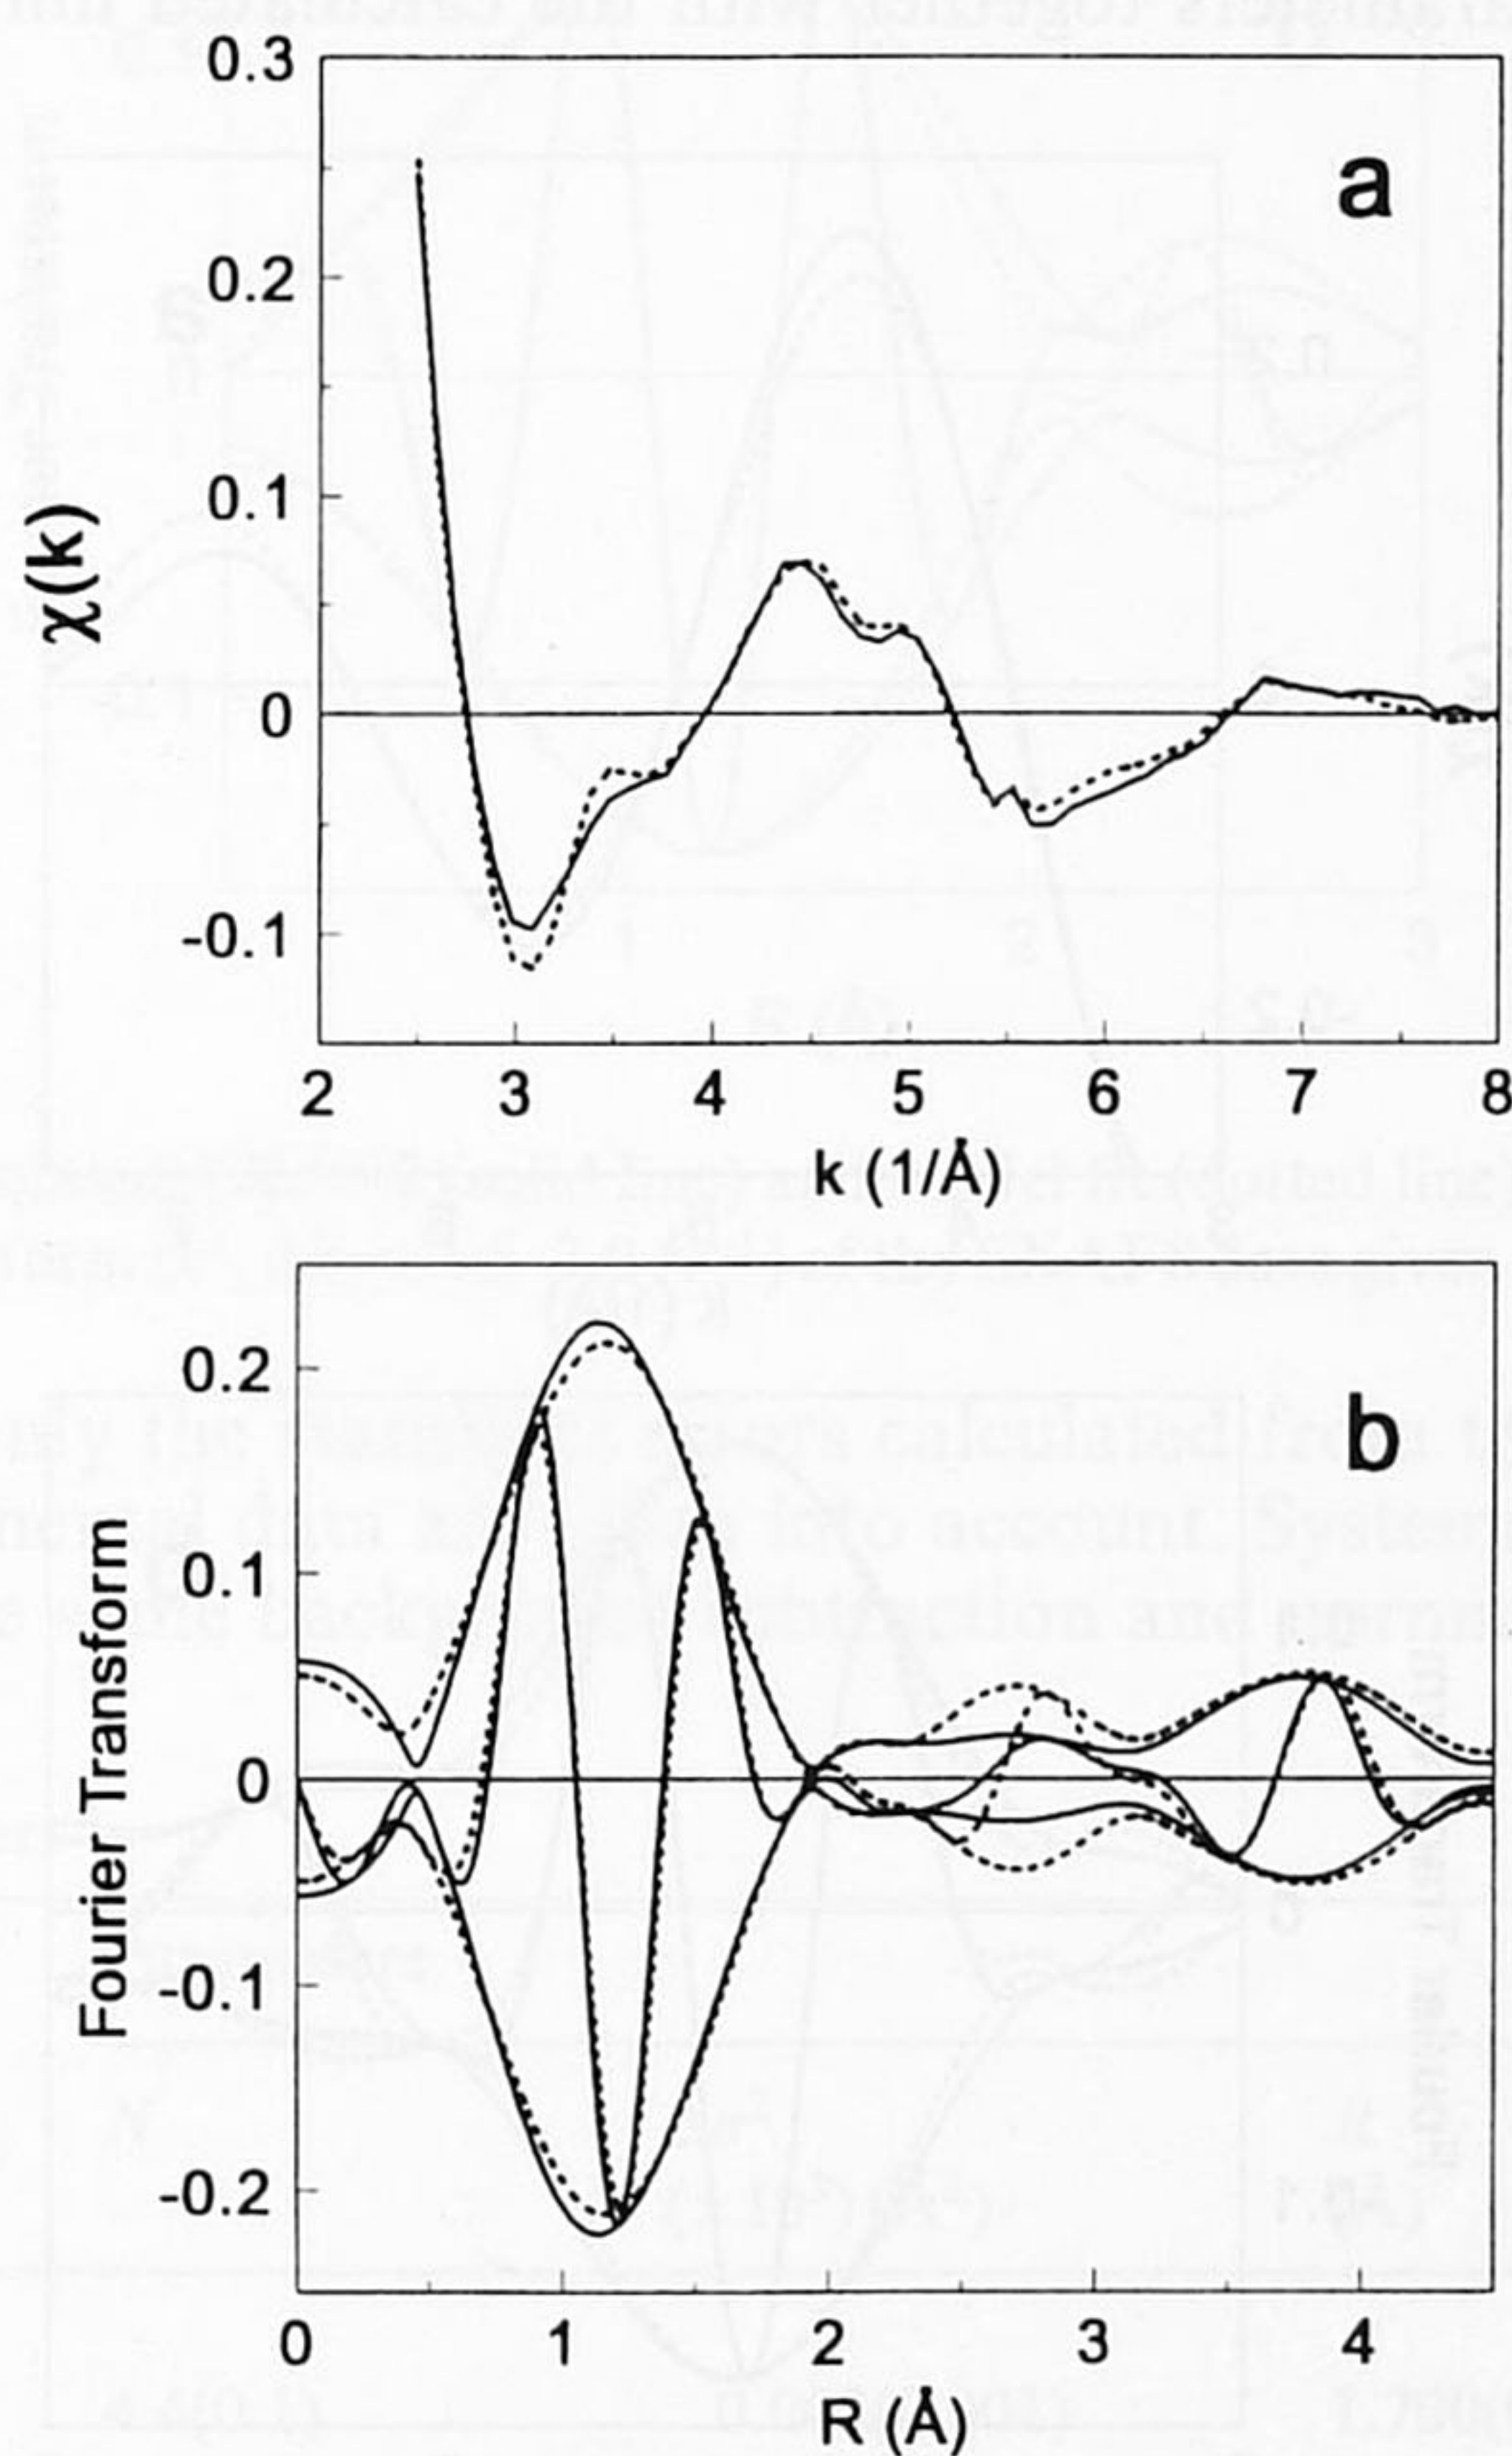 0.3
a
0.2
0.1
χ(k)
0
-0.1
2 3 4 5 6 7 8
k (1/Å)
b
0.2
0.1
Fourier Transform
0
-0.1
-0.2
0 1 2 3 4
R (Å)